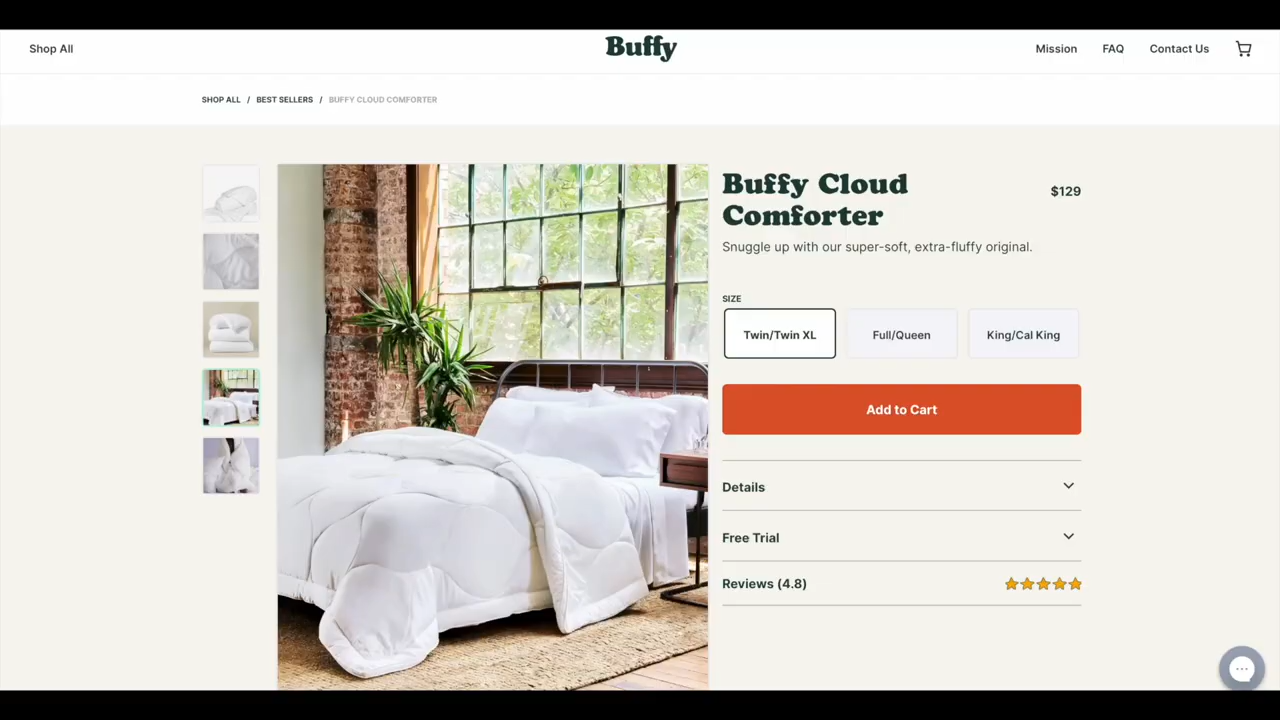 Shop All
Buffy
Mission
FAQ
Contact Us
SHOP ALL / BEST SELLERS / BUFFY CLOUD COMFORTER
Buffy Cloud
Comforter
$129
Snuggle up with our super-soft, extra-fluffy original.
SIZE
Twin/Twin XL
Full/Queen
King/Cal King
Add to Cart
Details
Free Trial
Reviews (4.8)